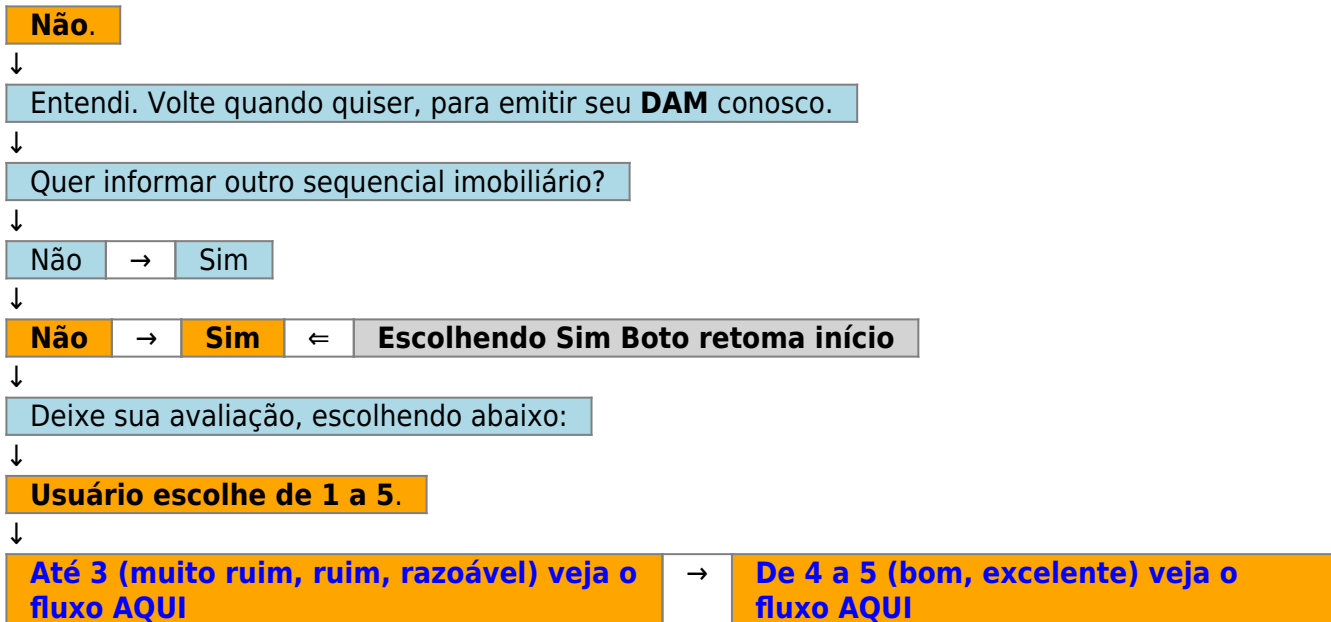 Não.
↓
Entendi. Volte quando quiser, para emitir seu DAM conosco.
↓
Quer informar outro sequencial imobiliário?
↓
Não → Sim
↓
Não → Sim ⇐ Escolhendo Sim Boto retoma início
↓
Deixe sua avaliação, escolhendo abaixo:
↓
Usuário escolhe de 1 a 5.
↓
Até 3 (muito ruim, ruim, razoável) veja o → De 4 a 5 (bom, excelente) veja o
fluxo AQUI fluxo AQUI